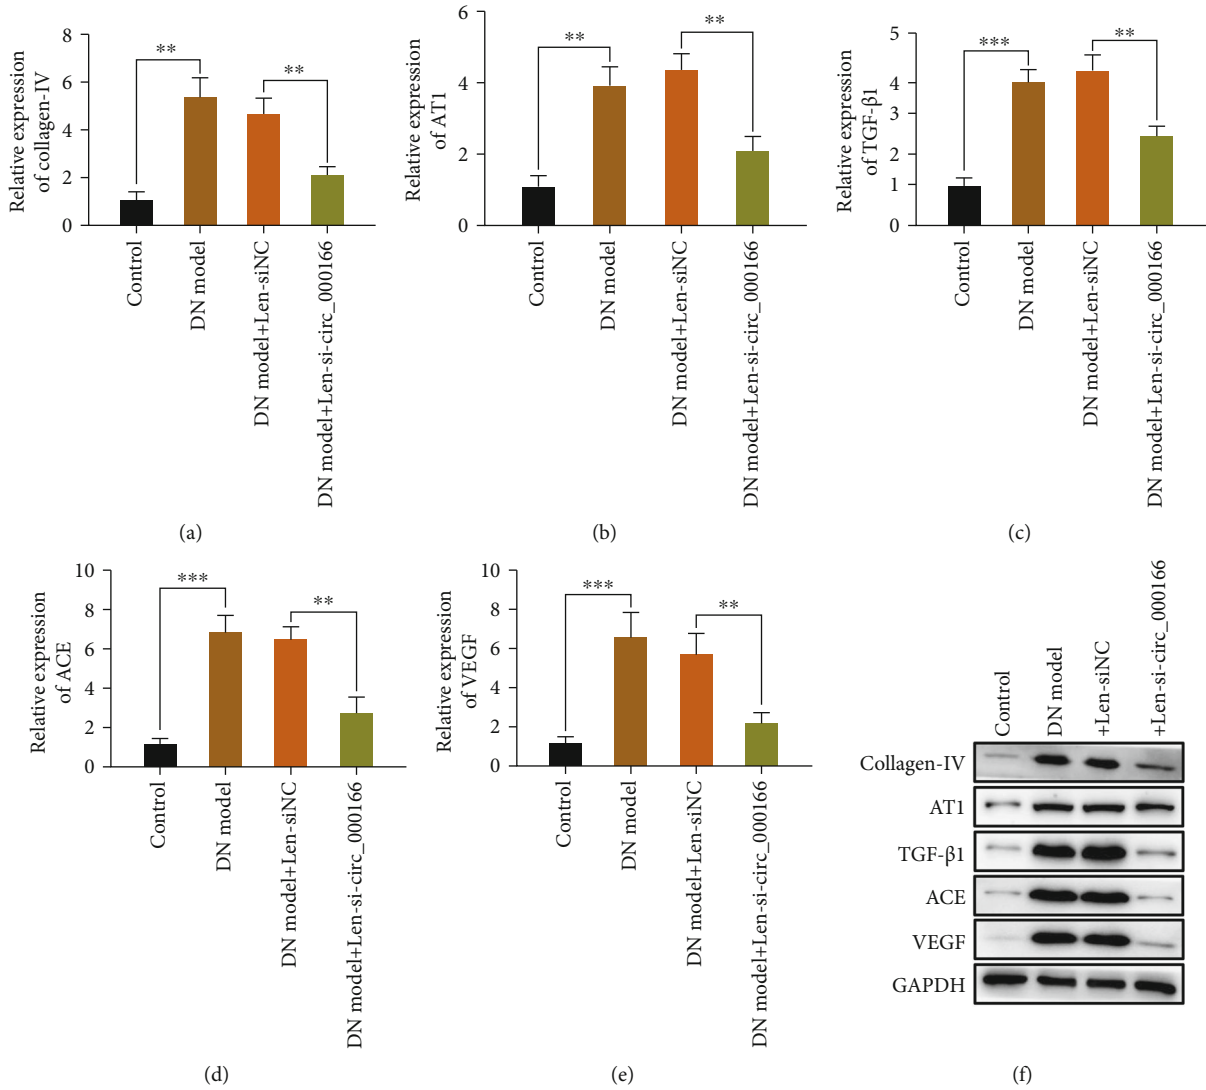 Relative expression
of collagen-IV
8
6
4
2
0
**
**
Control
DN model
DN model+Len-siNC
DN model+Len-si-circ_000166
(a)
Relative expression
of AT1
6
4
2
0
**
**
Control
DN model
DN model+Len-siNC
DN model+Len-si-circ_000166
(b)
Relative expression
of TGF-β1
5
4
3
2
1
0
***
**
Control
DN model
DN model+Len-siNC
DN model+Len-si-circ_000166
(c)
Relative expression
of ACE
10
8
6
4
2
0
***
**
Control
DN model
DN model+Len-siNC
DN model+Len-si-circ_000166
(d)
Relative expression
of VEGF
10
8
6
4
2
0
***
**
Control
DN model
DN model+Len-siNC
DN model+Len-si-circ_000166
(e)
Control
DN model
+Len-siNC
+Len-si-circ_000166
Collagen-IV
AT1
TGF-β1
ACE
VEGF
GAPDH
(f)